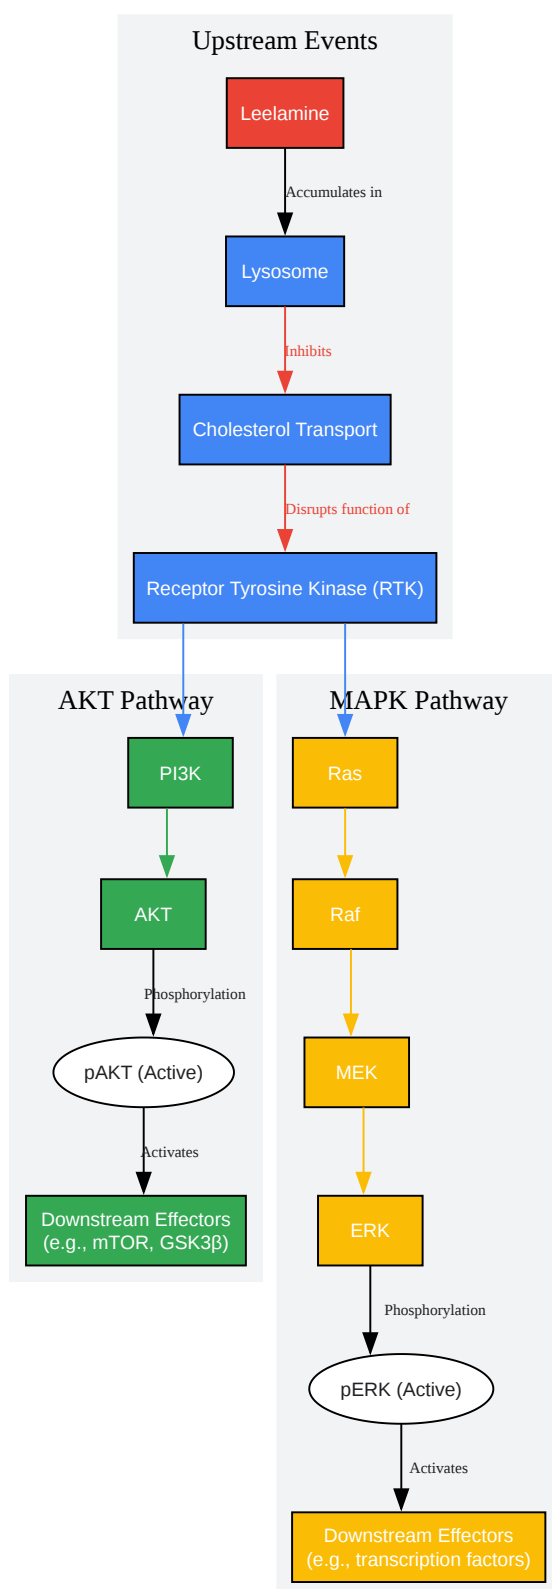 Upstream Events
Leelamine
Accumulates in
Lysosome
Inhibits
Cholesterol Transport
Disrupts function of
Receptor Tyrosine Kinase (RTK)
AKT Pathway
PI3K
AKT
Phosphorylation
pAKT (Active)
Activates
Downstream Effectors
(e.g., mTOR, GSK3β)
MAPK Pathway
Ras
Raf
MEK
ERK
Phosphorylation
pERK (Active)
Activates
Downstream Effectors
(e.g., transcription factors)